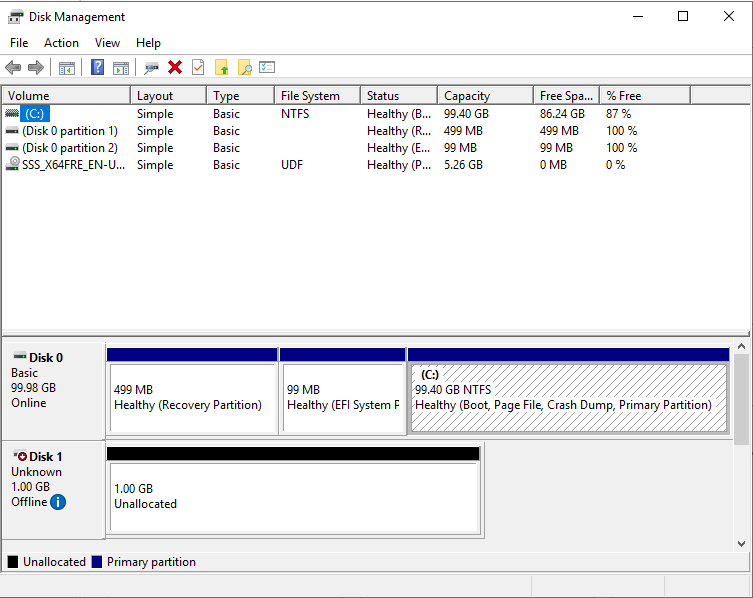 Disk Management
File Action View Help
Volume Layout Type File System Status Capacity Free Spa... % Free
(C:) Simple Basic NTFS Healthy (B... 99.40 GB 86.24 GB 87 %
(Disk 0 partition 1) Simple Basic Healthy (R... 499 MB 499 MB 100 %
(Disk 0 partition 2) Simple Basic Healthy (E... 99 MB 99 MB 100 %
SSS_X64FRE_EN-U... Simple Basic UDF Healthy (P... 5.26 GB 0 MB 0 %
Disk 0
Basic
99.98 GB
Online
499 MB
Healthy (Recovery Partition)
99 MB
Healthy (EFI System P
(C:)
99.40 GB NTFS
Healthy (Boot, Page File, Crash Dump, Primary Partition)
Disk 1
Unknown
1.00 GB
Offline
1.00 GB
Unallocated
Unallocated Primary partition